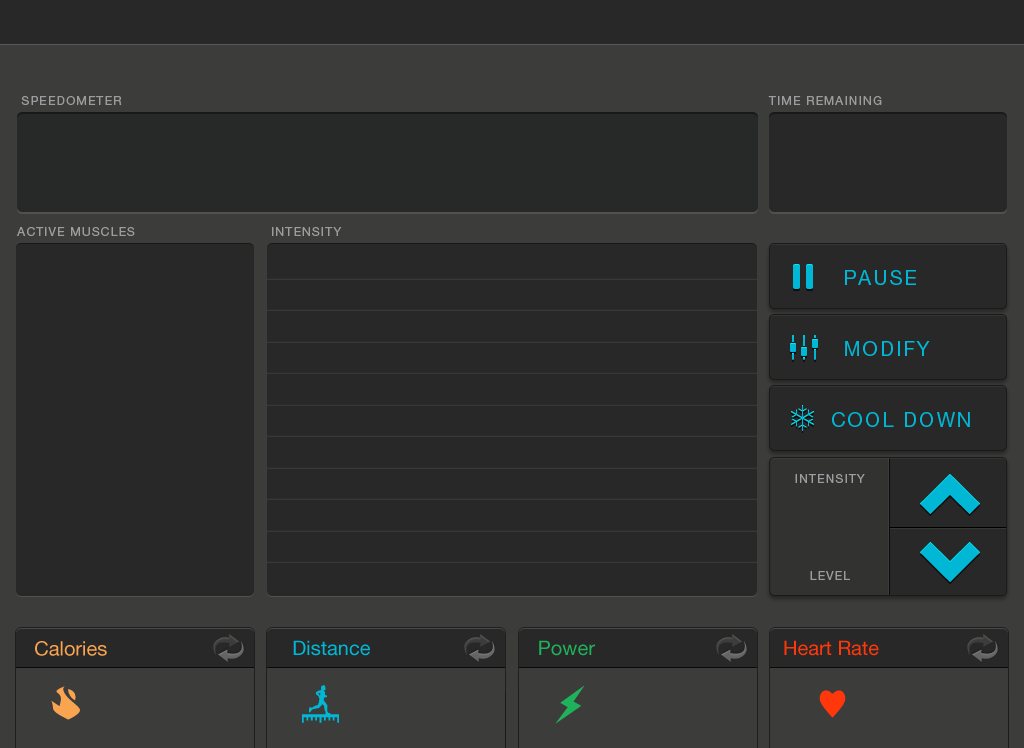 SPEEDOMETER
TIME REMAINING
ACTIVE MUSCLES
INTENSITY
PAUSE
MODIFY
COOL DOWN
INTENSITY
LEVEL
Calories
Distance
Power
Heart Rate